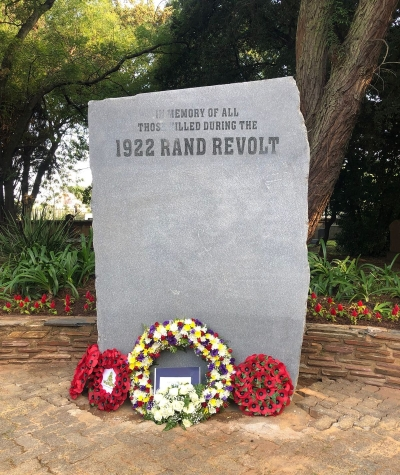 IN MEMORY OF ALL
THOSE KILLED DURING THE
1922 RAND REVOLT